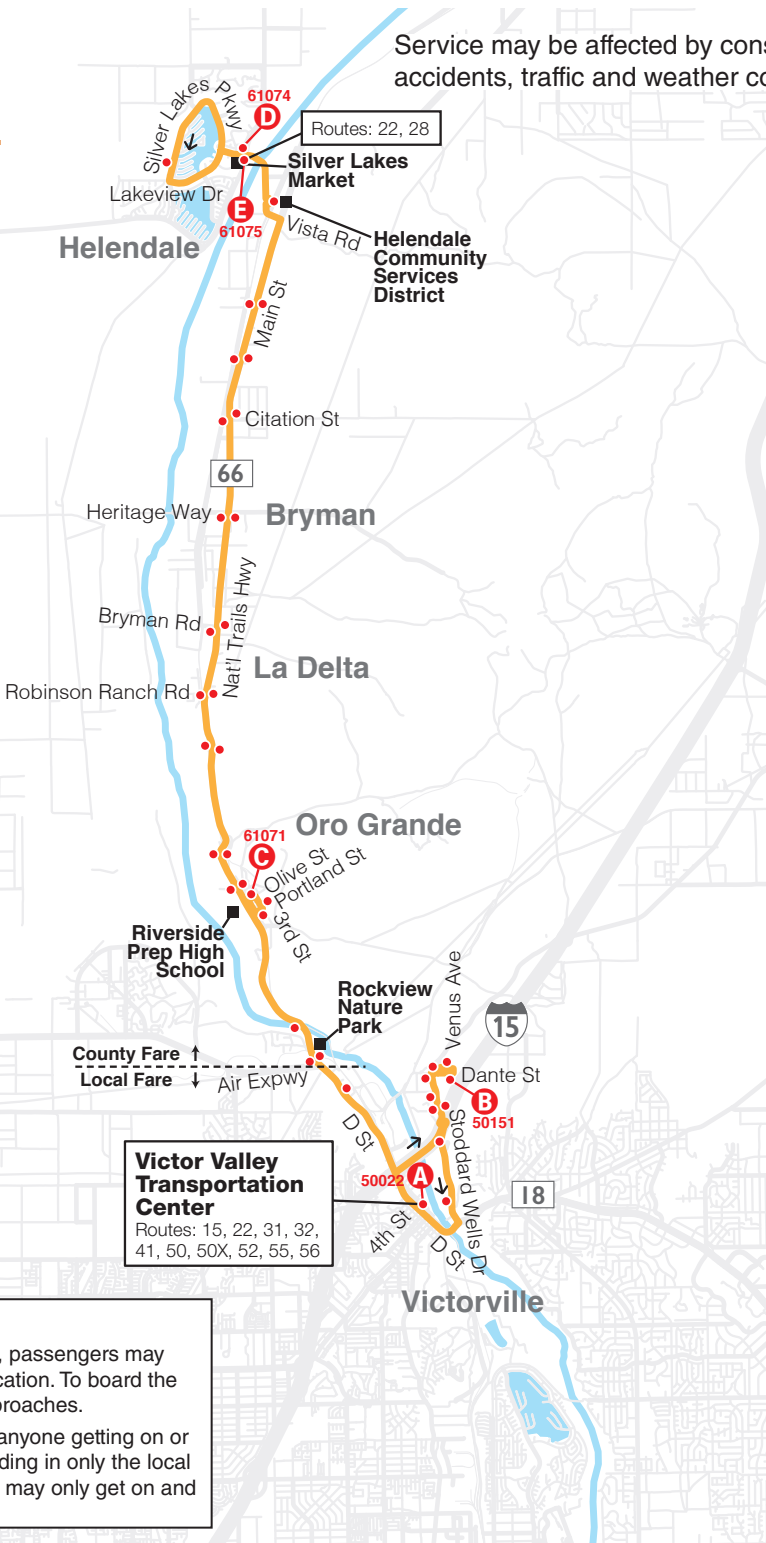 Service may be affected by cons
accidents, traffic and weather co
61074
D
Silver Lakes Pkwy
Routes: 22, 28
Silver Lakes
Market
Lakeview Dr
E
61075
Vista Rd
Helendale
Helendale
Community
Services
District
Main St
Citation St
66
Heritage Way
Bryman
Nat'l Trails Hwy
Bryman Rd
La Delta
Robinson Ranch Rd
Oro Grande
61071
C
Olive St
Portland St
3rd St
Riverside
Prep High
School
Rockview
Nature
Park
Venus Ave
15
County Fare ↑
Local Fare ↓
Air Expwy
Dante St
B
50151
D St
Stoddard Wells Dr
Victor Valley
Transportation
Center
Routes: 15, 22, 31, 32,
41, 50, 50X, 52, 55, 56
50022
A
18
4th St
D St
Victorville
, passengers may
cation. To board the
proaches.
anyone getting on or
ding in only the local
may only get on and